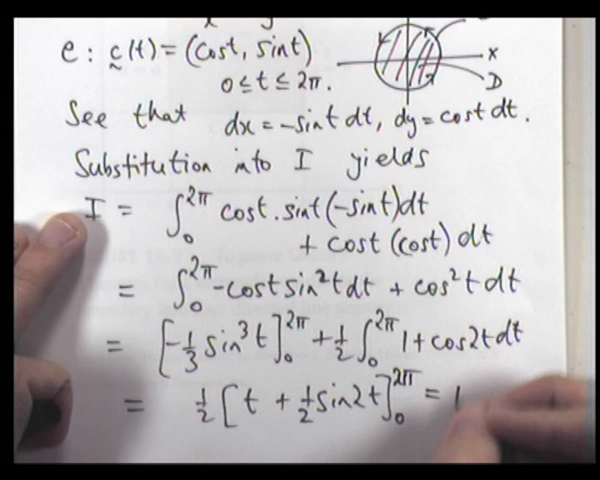 e : c(t) = (cost, sint)
0 ≤ t ≤ 2π.
x
D
See that dx = -sint dt, dy = cost dt.
Substitution into I yields
I = ∫₀^2π cost.sint(-sint)dt
+ cost (cost) dt
= ∫₀^2π -cost sin²t dt + cos²t dt
= [-1/3 sin³t]₀^2π + 1/2 ∫₀^2π 1+cos2t dt
= 1/2 [t + 1/2 sin2t]₀^2π =